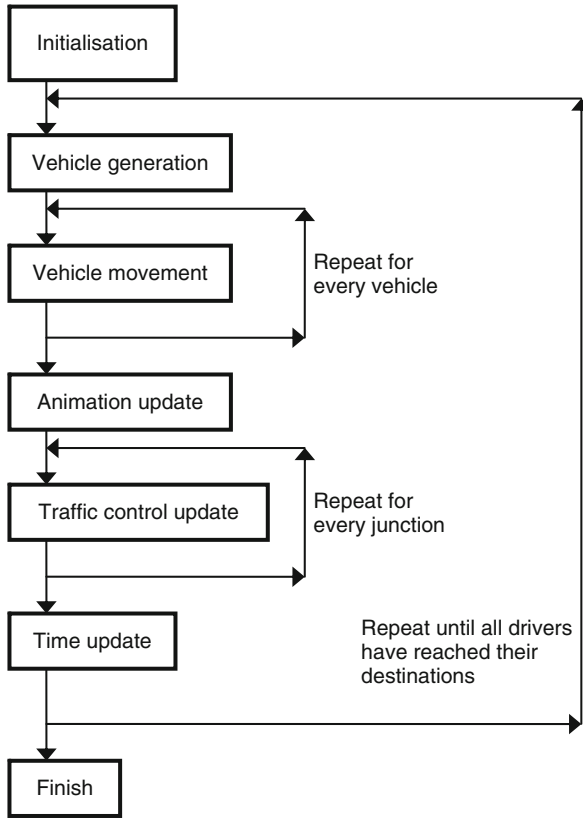 Initialisation
Vehicle generation
Vehicle movement
Repeat for
every vehicle
Animation update
Traffic control update
Repeat for
every junction
Time update
Repeat until all drivers
have reached their
destinations
Finish